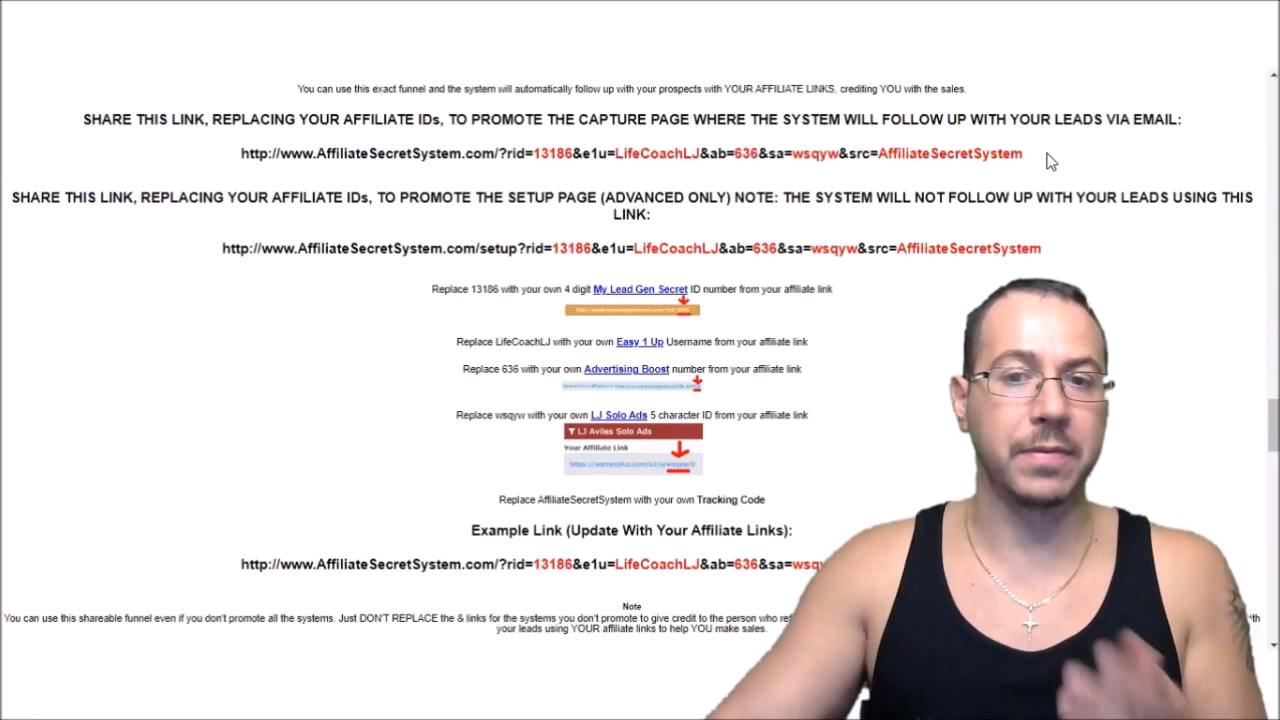 You can use this exact funnel and the system will automatically follow up with your prospects with YOUR AFFILIATE LINKS, crediting YOU with the sales.
SHARE THIS LINK, REPLACING YOUR AFFILIATE IDs, TO PROMOTE THE CAPTURE PAGE WHERE THE SYSTEM WILL FOLLOW UP WITH YOUR LEADS VIA EMAIL:
http://www.AffiliateSecretSystem.com/?rid=13186&e1u=LifeCoachLJ&ab=636&sa=wsqyw&src=AffiliateSecretSystem
SHARE THIS LINK, REPLACING YOUR AFFILIATE IDs, TO PROMOTE THE SETUP PAGE (ADVANCED ONLY) NOTE: THE SYSTEM WILL NOT FOLLOW UP WITH YOUR LEADS USING THIS
LINK:
http://www.AffiliateSecretSystem.com/setup?rid=13186&e1u=LifeCoachLJ&ab=636&sa=wsqyw&src=AffiliateSecretSystem
Replace 13186 with your own 4 digit My Lead Gen Secret ID number from your affiliate link
Replace LifeCoachLJ with your own Easy 1 Up Username from your affiliate link
Replace 636 with your own Advertising Boost number from your affiliate link
Replace wsqyw with your own LJ Solo Ads 5 character ID from your affiliate link
LJ Aviles Solo Ads
Your Affiliate Link
https://warriorplus.com/o2/a/wsqyw/0
Replace AffiliateSecretSystem with your own Tracking Code
Example Link (Update With Your Affiliate Links):
http://www.AffiliateSecretSystem.com/?rid=13186&e1u=LifeCoachLJ&ab=636&sa=wsqy
Note
You can use this shareable funnel even if you don't promote all the systems. Just DON'T REPLACE the & links for the systems you don't promote to give credit to the person who
your leads using YOUR affiliate links to help YOU make sales.